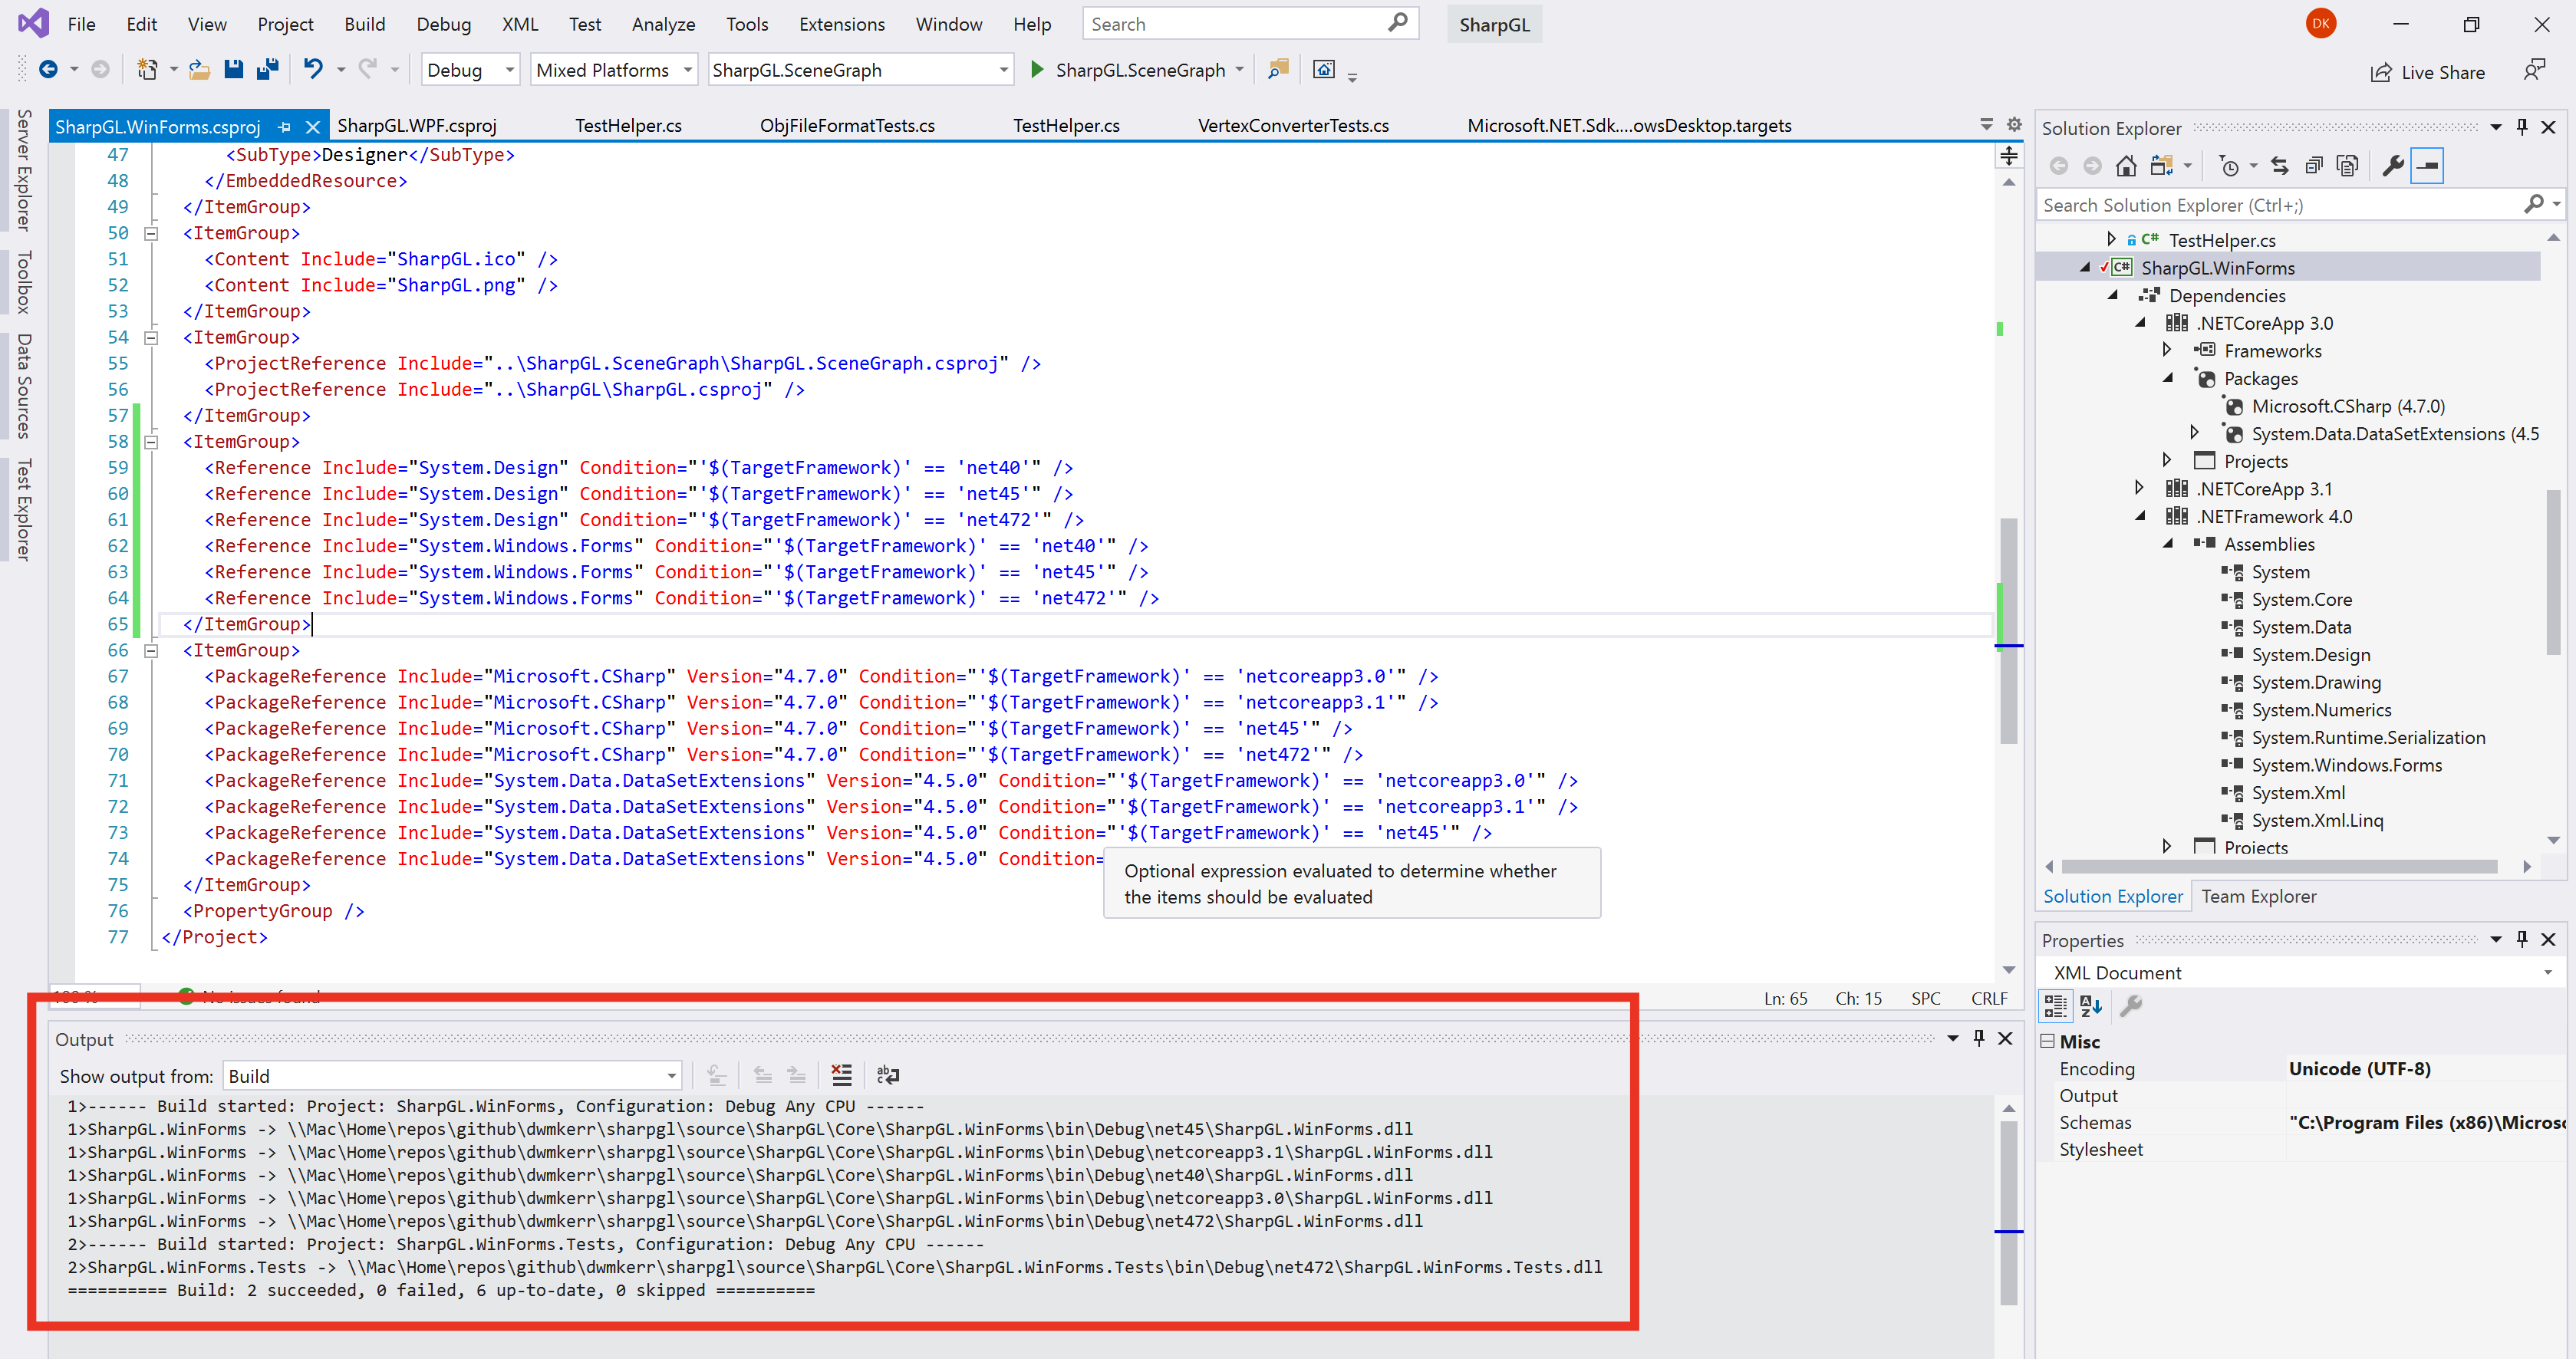 File Edit View Project Build Debug XML Test Analyze Tools Extensions Window Help Search SharpGL DK
Debug Mixed Platforms SharpGL.SceneGraph SharpGL.SceneGraph Live Share
Server Explorer
Toolbox
Data Sources
Test Explorer
SharpGL.WinForms.csproj SharpGL.WPF.csproj TestHelper.cs ObjFileFormatTests.cs TestHelper.cs VertexConverterTests.cs Microsoft.NET.Sdk....owsDesktop.targets
47 <SubType>Designer</SubType>
48 </EmbeddedResource>
49 </ItemGroup>
50 <ItemGroup>
51 <Content Include="SharpGL.ico" />
52 <Content Include="SharpGL.png" />
53 </ItemGroup>
54 <ItemGroup>
55 <ProjectReference Include="..\SharpGL.SceneGraph\SharpGL.SceneGraph.csproj" />
56 <ProjectReference Include="..\SharpGL\SharpGL.csproj" />
57 </ItemGroup>
58 <ItemGroup>
59 <Reference Include="System.Design" Condition="'$(TargetFramework)' == 'net40'" />
60 <Reference Include="System.Design" Condition="'$(TargetFramework)' == 'net45'" />
61 <Reference Include="System.Design" Condition="'$(TargetFramework)' == 'net472'" />
62 <Reference Include="System.Windows.Forms" Condition="'$(TargetFramework)' == 'net40'" />
63 <Reference Include="System.Windows.Forms" Condition="'$(TargetFramework)' == 'net45'" />
64 <Reference Include="System.Windows.Forms" Condition="'$(TargetFramework)' == 'net472'" />
65 </ItemGroup>
66 <ItemGroup>
67 <PackageReference Include="Microsoft.CSharp" Version="4.7.0" Condition="'$(TargetFramework)' == 'netcoreapp3.0'" />
68 <PackageReference Include="Microsoft.CSharp" Version="4.7.0" Condition="'$(TargetFramework)' == 'netcoreapp3.1'" />
69 <PackageReference Include="Microsoft.CSharp" Version="4.7.0" Condition="'$(TargetFramework)' == 'net45'" />
70 <PackageReference Include="Microsoft.CSharp" Version="4.7.0" Condition="'$(TargetFramework)' == 'net472'" />
71 <PackageReference Include="System.Data.DataSetExtensions" Version="4.5.0" Condition="'$(TargetFramework)' == 'netcoreapp3.0'" />
72 <PackageReference Include="System.Data.DataSetExtensions" Version="4.5.0" Condition="'$(TargetFramework)' == 'netcoreapp3.1'" />
73 <PackageReference Include="System.Data.DataSetExtensions" Version="4.5.0" Condition="'$(TargetFramework)' == 'net45'" />
74 <PackageReference Include="System.Data.DataSetExtensions" Version="4.5.0" Condition=
75 </ItemGroup>
76 <PropertyGroup />
77 </Project>
Optional expression evaluated to determine whether
the items should be evaluated
100 % No issues found Ln: 65 Ch: 15 SPC CRLF
Output
Show output from: Build
1>------ Build started: Project: SharpGL.WinForms, Configuration: Debug Any CPU ------
1>SharpGL.WinForms -> \\Mac\Home\repos\github\dwmkerr\sharpgl\source\SharpGL\Core\SharpGL.WinForms\bin\Debug\net45\SharpGL.WinForms.dll
1>SharpGL.WinForms -> \\Mac\Home\repos\github\dwmkerr\sharpgl\source\SharpGL\Core\SharpGL.WinForms\bin\Debug\netcoreapp3.1\SharpGL.WinForms.dll
1>SharpGL.WinForms -> \\Mac\Home\repos\github\dwmkerr\sharpgl\source\SharpGL\Core\SharpGL.WinForms\bin\Debug\net40\SharpGL.WinForms.dll
1>SharpGL.WinForms -> \\Mac\Home\repos\github\dwmkerr\sharpgl\source\SharpGL\Core\SharpGL.WinForms\bin\Debug\netcoreapp3.0\SharpGL.WinForms.dll
1>SharpGL.WinForms -> \\Mac\Home\repos\github\dwmkerr\sharpgl\source\SharpGL\Core\SharpGL.WinForms\bin\Debug\net472\SharpGL.WinForms.dll
2>------ Build started: Project: SharpGL.WinForms.Tests, Configuration: Debug Any CPU ------
2>SharpGL.WinForms.Tests -> \\Mac\Home\repos\github\dwmkerr\sharpgl\source\SharpGL\Core\SharpGL.WinForms.Tests\bin\Debug\net472\SharpGL.WinForms.Tests.dll
========== Build: 2 succeeded, 0 failed, 6 up-to-date, 0 skipped ==========
Solution Explorer
Search Solution Explorer (Ctrl+;)
C# TestHelper.cs
C# SharpGL.WinForms
Dependencies
.NETCoreApp 3.0
Frameworks
Packages
Microsoft.CSharp (4.7.0)
System.Data.DataSetExtensions (4.5
Projects
.NETCoreApp 3.1
.NETFramework 4.0
Assemblies
System
System.Core
System.Data
System.Design
System.Drawing
System.Numerics
System.Runtime.Serialization
System.Windows.Forms
System.Xml
System.Xml.Linq
Projects
Solution Explorer Team Explorer
Properties
XML Document
Misc
Encoding Unicode (UTF-8)
Output
Schemas "C:\Program Files (x86)\Microso
Stylesheet